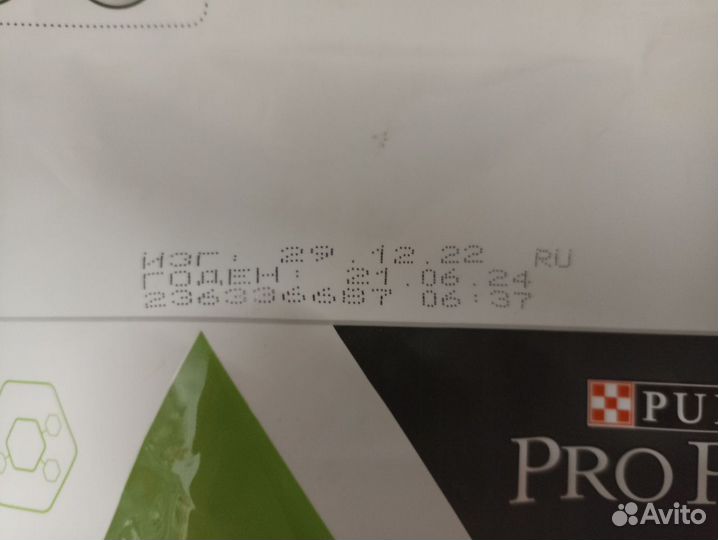 ИЗГ. 29.12.22 RU
ГОДЕН: 21.06.24
236336687 06:37
PU
PRO P
Avito